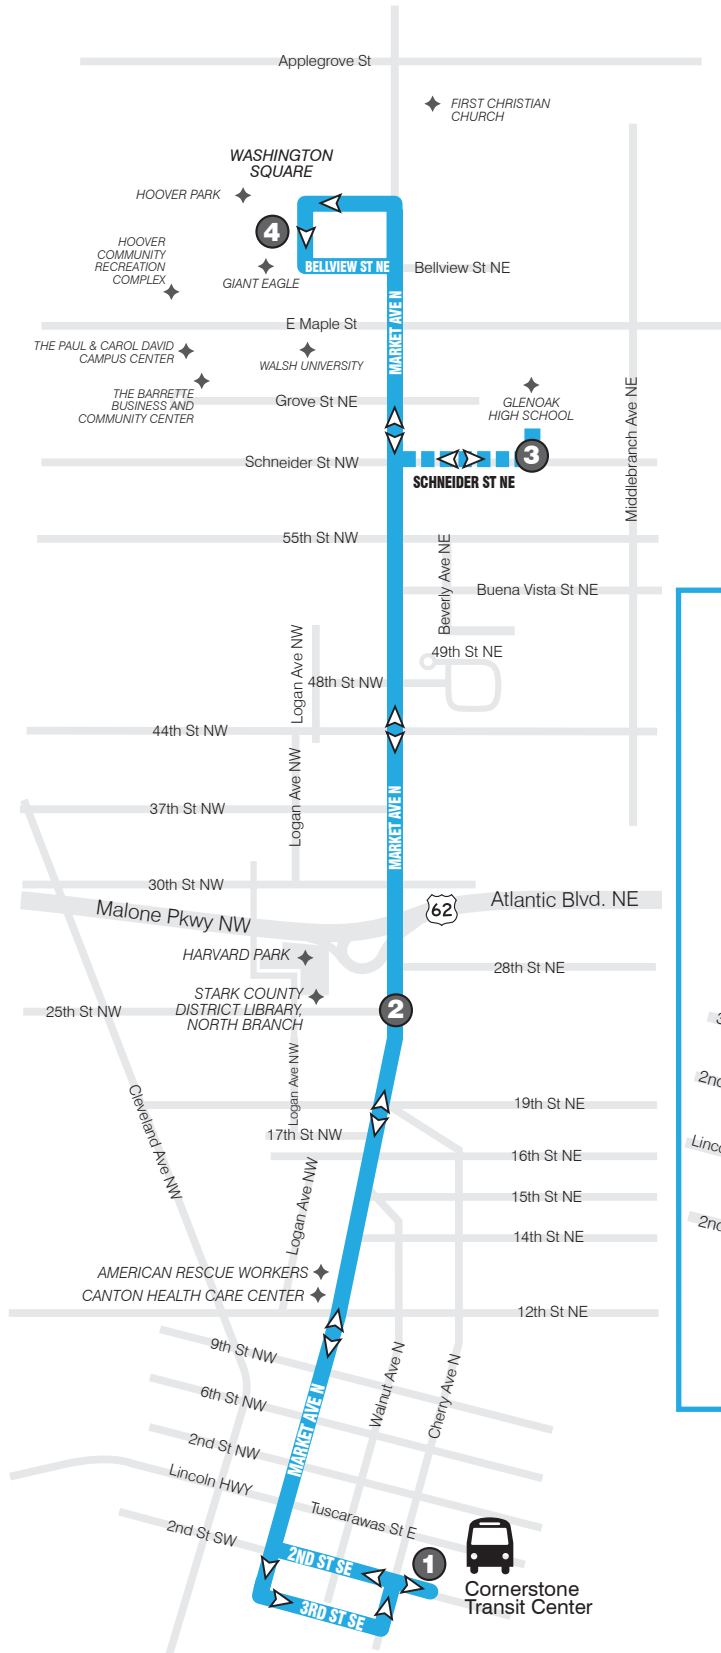 Applegrove St
FIRST CHRISTIAN
CHURCH
WASHINGTON
SQUARE
HOOVER PARK
4
HOOVER
COMMUNITY
RECREATION
COMPLEX
GIANT EAGLE
BELLVIEW ST NE
Bellview St NE
MARKET AVE N
E Maple St
THE PAUL & CAROL DAVID
CAMPUS CENTER
WALSH UNIVERSITY
THE BARRETTE
BUSINESS AND
COMMUNITY CENTER
Grove St NE
GLENOAK
HIGH SCHOOL
Middlebranch Ave NE
Schneider St NW
3
SCHNEIDER ST NE
55th St NW
Beverly Ave NE
Buena Vista St NE
Logan Ave NW
49th St NE
48th St NW
44th St NW
Logan Ave NW
37th St NW
MARKET AVE N
30th St NW
Malone Pkwy NW
62
Atlantic Blvd. NE
HARVARD PARK
28th St NE
STARK COUNTY
DISTRICT LIBRARY,
NORTH BRANCH
25th St NW
2
3
Logan Ave NW
2nd
Cleveland Ave NW
19th St NE
17th St NW
Linco
16th St NE
Logan Ave NW
15th St NE
2nd
14th St NE
AMERICAN RESCUE WORKERS
CANTON HEALTH CARE CENTER
12th St NE
9th St NW
Walnut Ave N
Cherry Ave N
6th St NW
MARKET AVE N
2nd St NW
Lincoln HWY
Tuscarawas St E
2nd St SW
2ND ST SE
1
Cornerstone
Transit Center
3RD ST SE